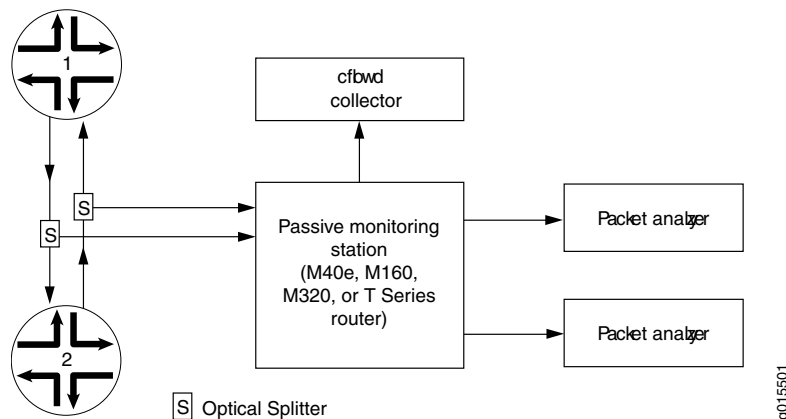 1
cflowd
collector
S
S
Passive monitoring
station
(M40e, M160,
M320, or T Series
router)
Packet analyzer
Packet analyzer
2
S Optical Splitter
g015501